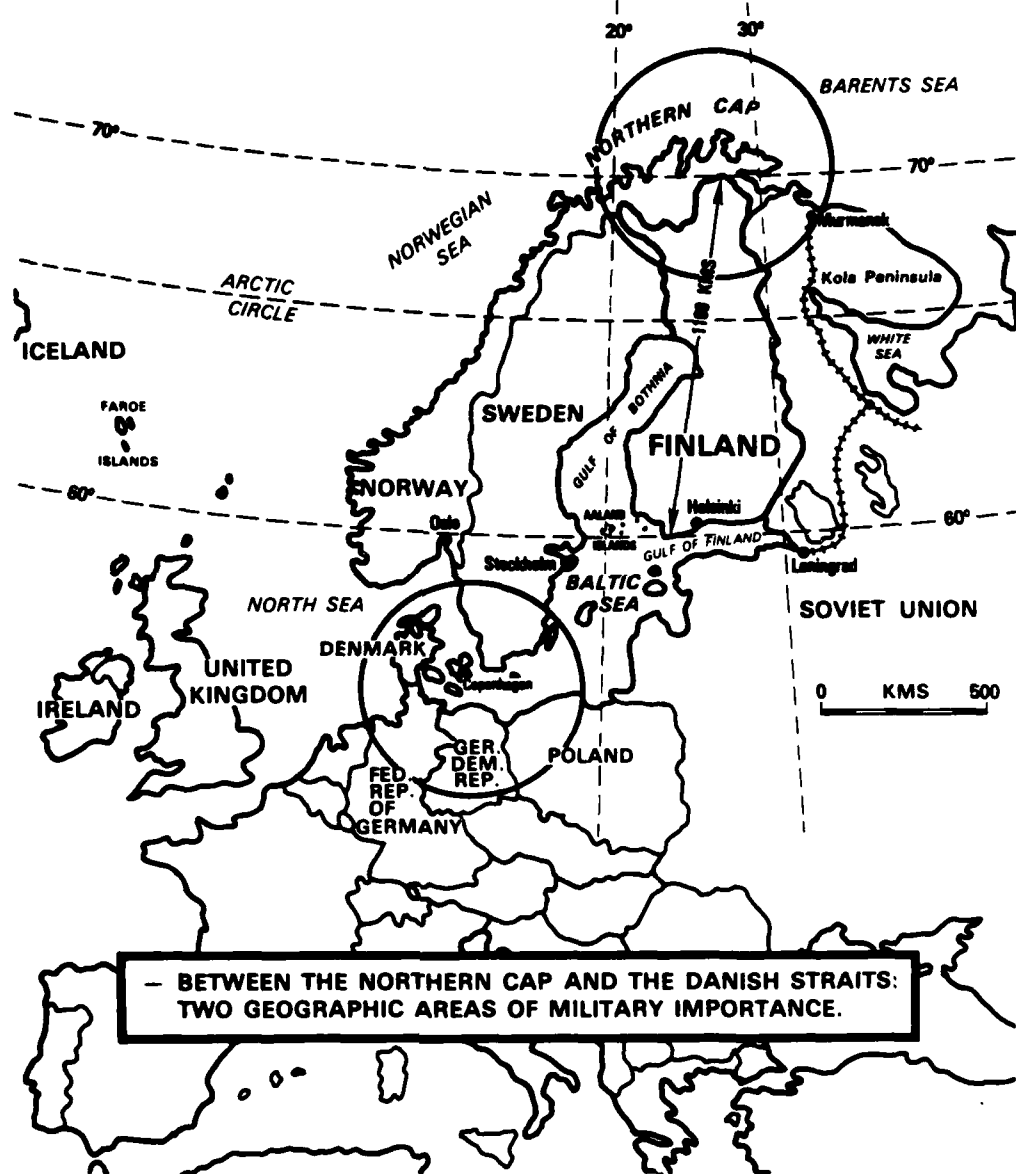 20°
30°
BARENTS SEA
NORTHERN CAP
70°
70°
NORWEGIAN
SEA
Murmansk
Kola Peninsula
ARCTIC
CIRCLE
1100 KMS
WHITE
SEA
ICELAND
FAROE
ISLANDS
SWEDEN
GULF OF BOTHNIA
FINLAND
NORWAY
60°
60°
Oslo
Helsinki
AALAND
ISLANDS
GULF OF FINLAND
Stockholm
Leningrad
BALTIC
SEA
NORTH SEA
SOVIET UNION
DENMARK
UNITED
KINGDOM
Copenhagen
IRELAND
0 KMS 500
GER.
DEM.
REP.
POLAND
FED.
REP.
OF
GERMANY
– BETWEEN THE NORTHERN CAP AND THE DANISH STRAITS:
TWO GEOGRAPHIC AREAS OF MILITARY IMPORTANCE.